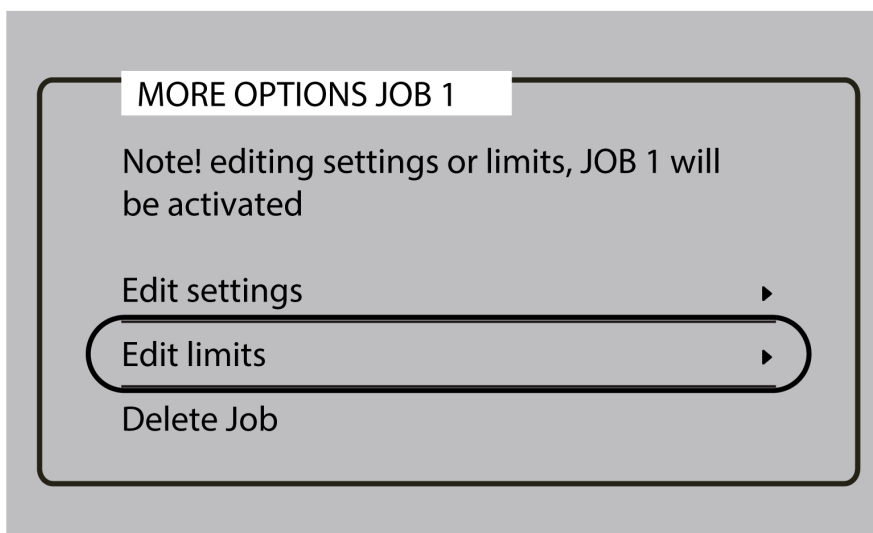 MORE OPTIONS JOB 1
Note! editing settings or limits, JOB 1 will
be activated
Edit settings
Edit limits
Delete Job